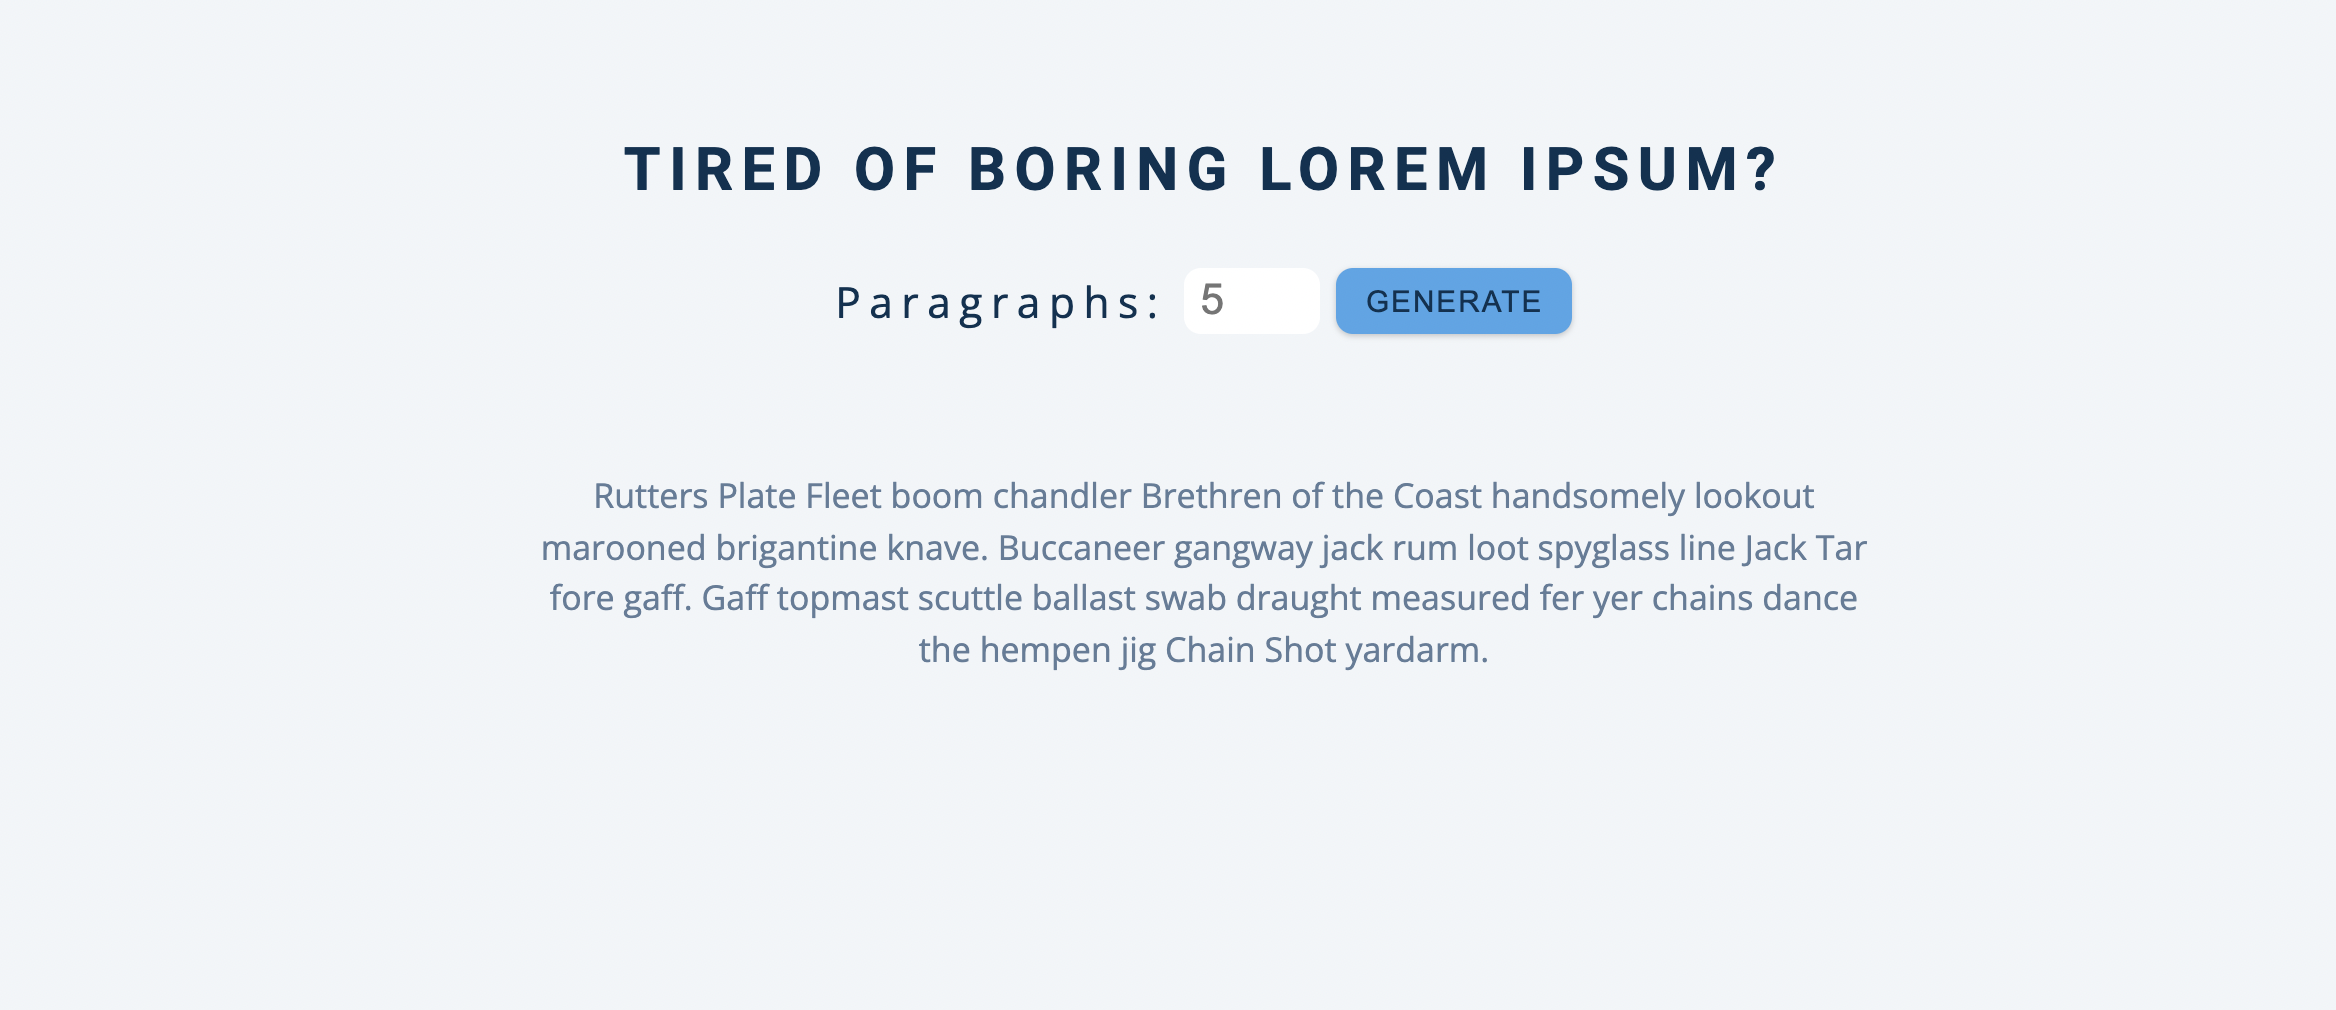 TIRED OF BORING LOREM IPSUM?
Paragraphs: 5 GENERATE
Rutters Plate Fleet boom chandler Brethren of the Coast handsomely lookout
marooned brigantine knave. Buccaneer gangway jack rum loot spyglass line Jack Tar
fore gaff. Gaff topmast scuttle ballast swab draught measured fer yer chains dance
the hempen jig Chain Shot yardarm.